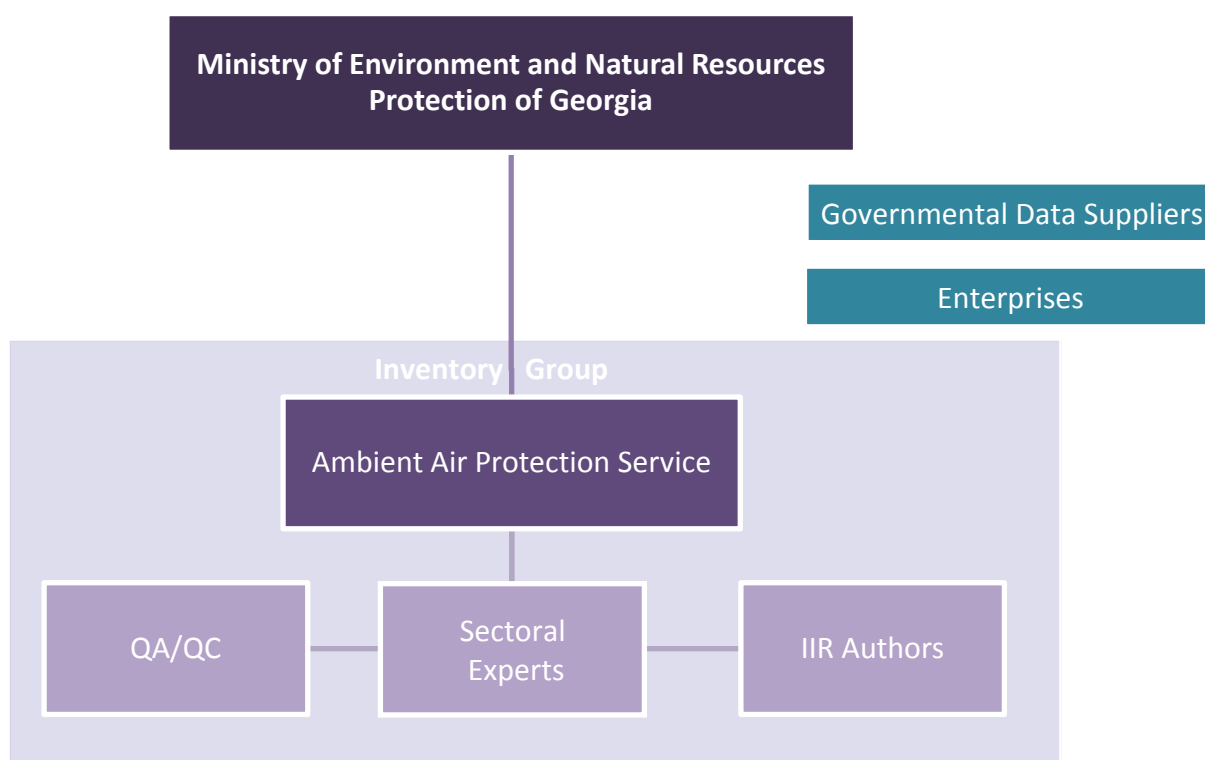 Ministry of Environment and Natural Resources
Protection of Georgia
Governmental Data Suppliers
Enterprises
Inventory Group
Ambient Air Protection Service
QA/QC
Sectoral
Experts
IIR Authors